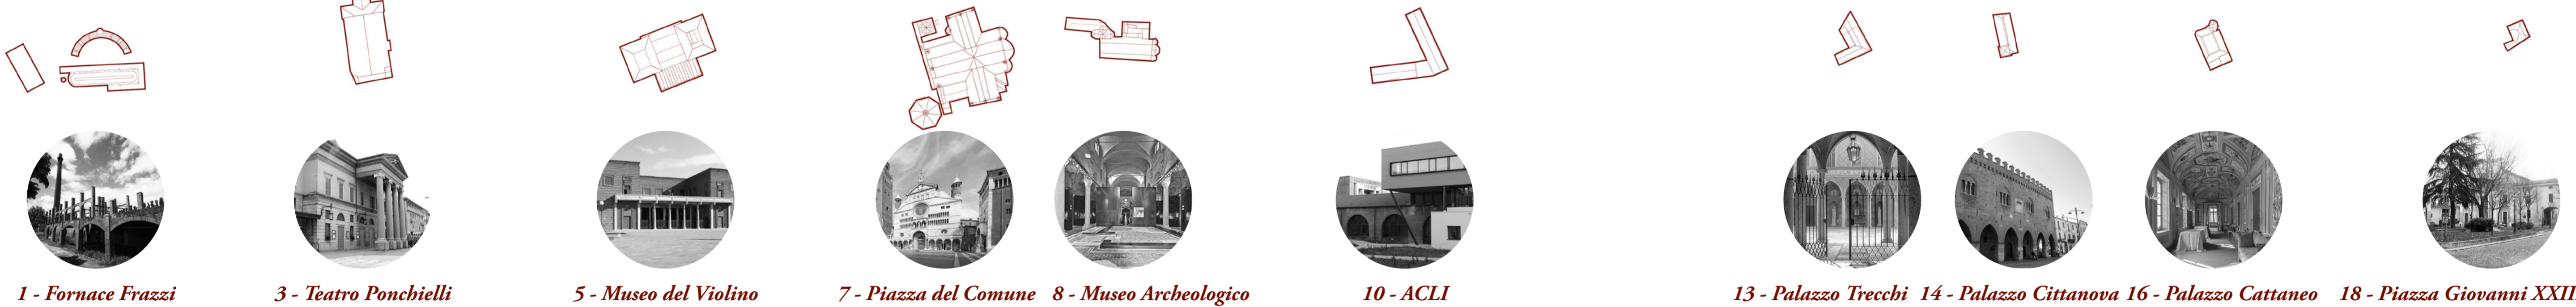 1 - Fornace Frazzi
3 - Teatro Ponchielli
5 - Museo del Violino
7 - Piazza del Comune
8 - Museo Archeologico
10 - ACLI
13 - Palazzo Trecchi
14 - Palazzo Cittanova
16 - Palazzo Cattaneo
18 - Piazza Giovanni XXII